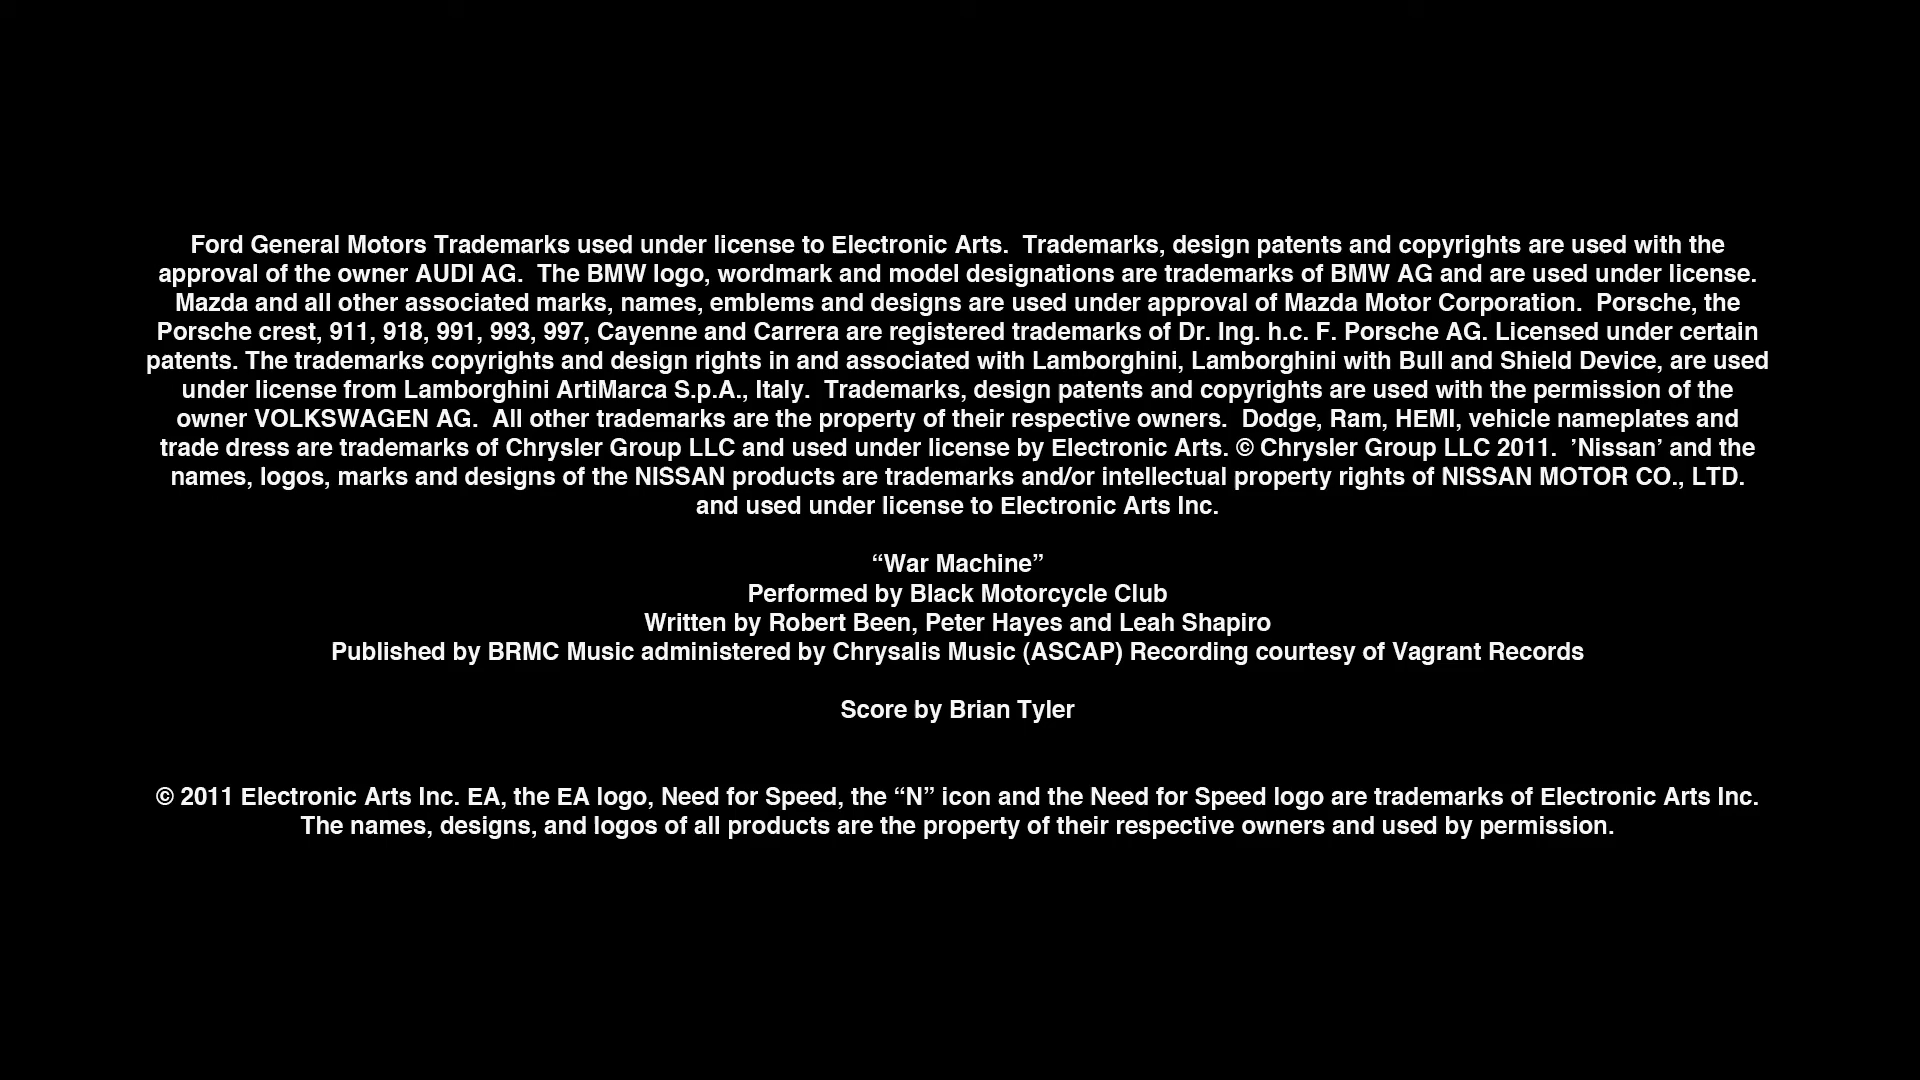 Ford General Motors Trademarks used under license to Electronic Arts.  Trademarks, design patents and copyrights are used with the
approval of the owner AUDI AG.  The BMW logo, wordmark and model designations are trademarks of BMW AG and are used under license.
Mazda and all other associated marks, names, emblems and designs are used under approval of Mazda Motor Corporation.  Porsche, the
Porsche crest, 911, 918, 991, 993, 997, Cayenne and Carrera are registered trademarks of Dr. Ing. h.c. F. Porsche AG. Licensed under certain
patents. The trademarks copyrights and design rights in and associated with Lamborghini, Lamborghini with Bull and Shield Device, are used
under license from Lamborghini ArtiMarca S.p.A., Italy.  Trademarks, design patents and copyrights are used with the permission of the
owner VOLKSWAGEN AG.  All other trademarks are the property of their respective owners.  Dodge, Ram, HEMI, vehicle nameplates and
trade dress are trademarks of Chrysler Group LLC and used under license by Electronic Arts. © Chrysler Group LLC 2011.  ’Nissan’ and the
names, logos, marks and designs of the NISSAN products are trademarks and/or intellectual property rights of NISSAN MOTOR CO., LTD.
and used under license to Electronic Arts Inc.
“War Machine”
Performed by Black Motorcycle Club
Written by Robert Been, Peter Hayes and Leah Shapiro
Published by BRMC Music administered by Chrysalis Music (ASCAP) Recording courtesy of Vagrant Records
Score by Brian Tyler
© 2011 Electronic Arts Inc. EA, the EA logo, Need for Speed, the “N” icon and the Need for Speed logo are trademarks of Electronic Arts Inc.
The names, designs, and logos of all products are the property of their respective owners and used by permission.